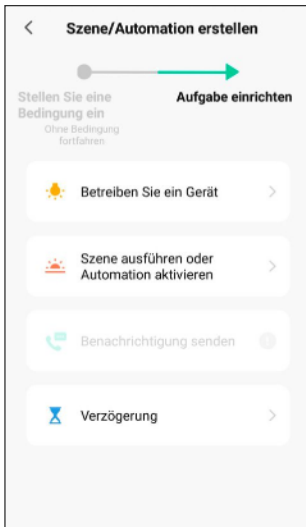 Szene/Automation erstellen
Stellen Sie eine
Bedingung ein
Ohne Bedingung
fortfahren
Aufgabe einrichten
Betreiben Sie ein Gerät
Szene ausführen oder
Automation aktivieren
Benachrichtigung senden
Verzögerung